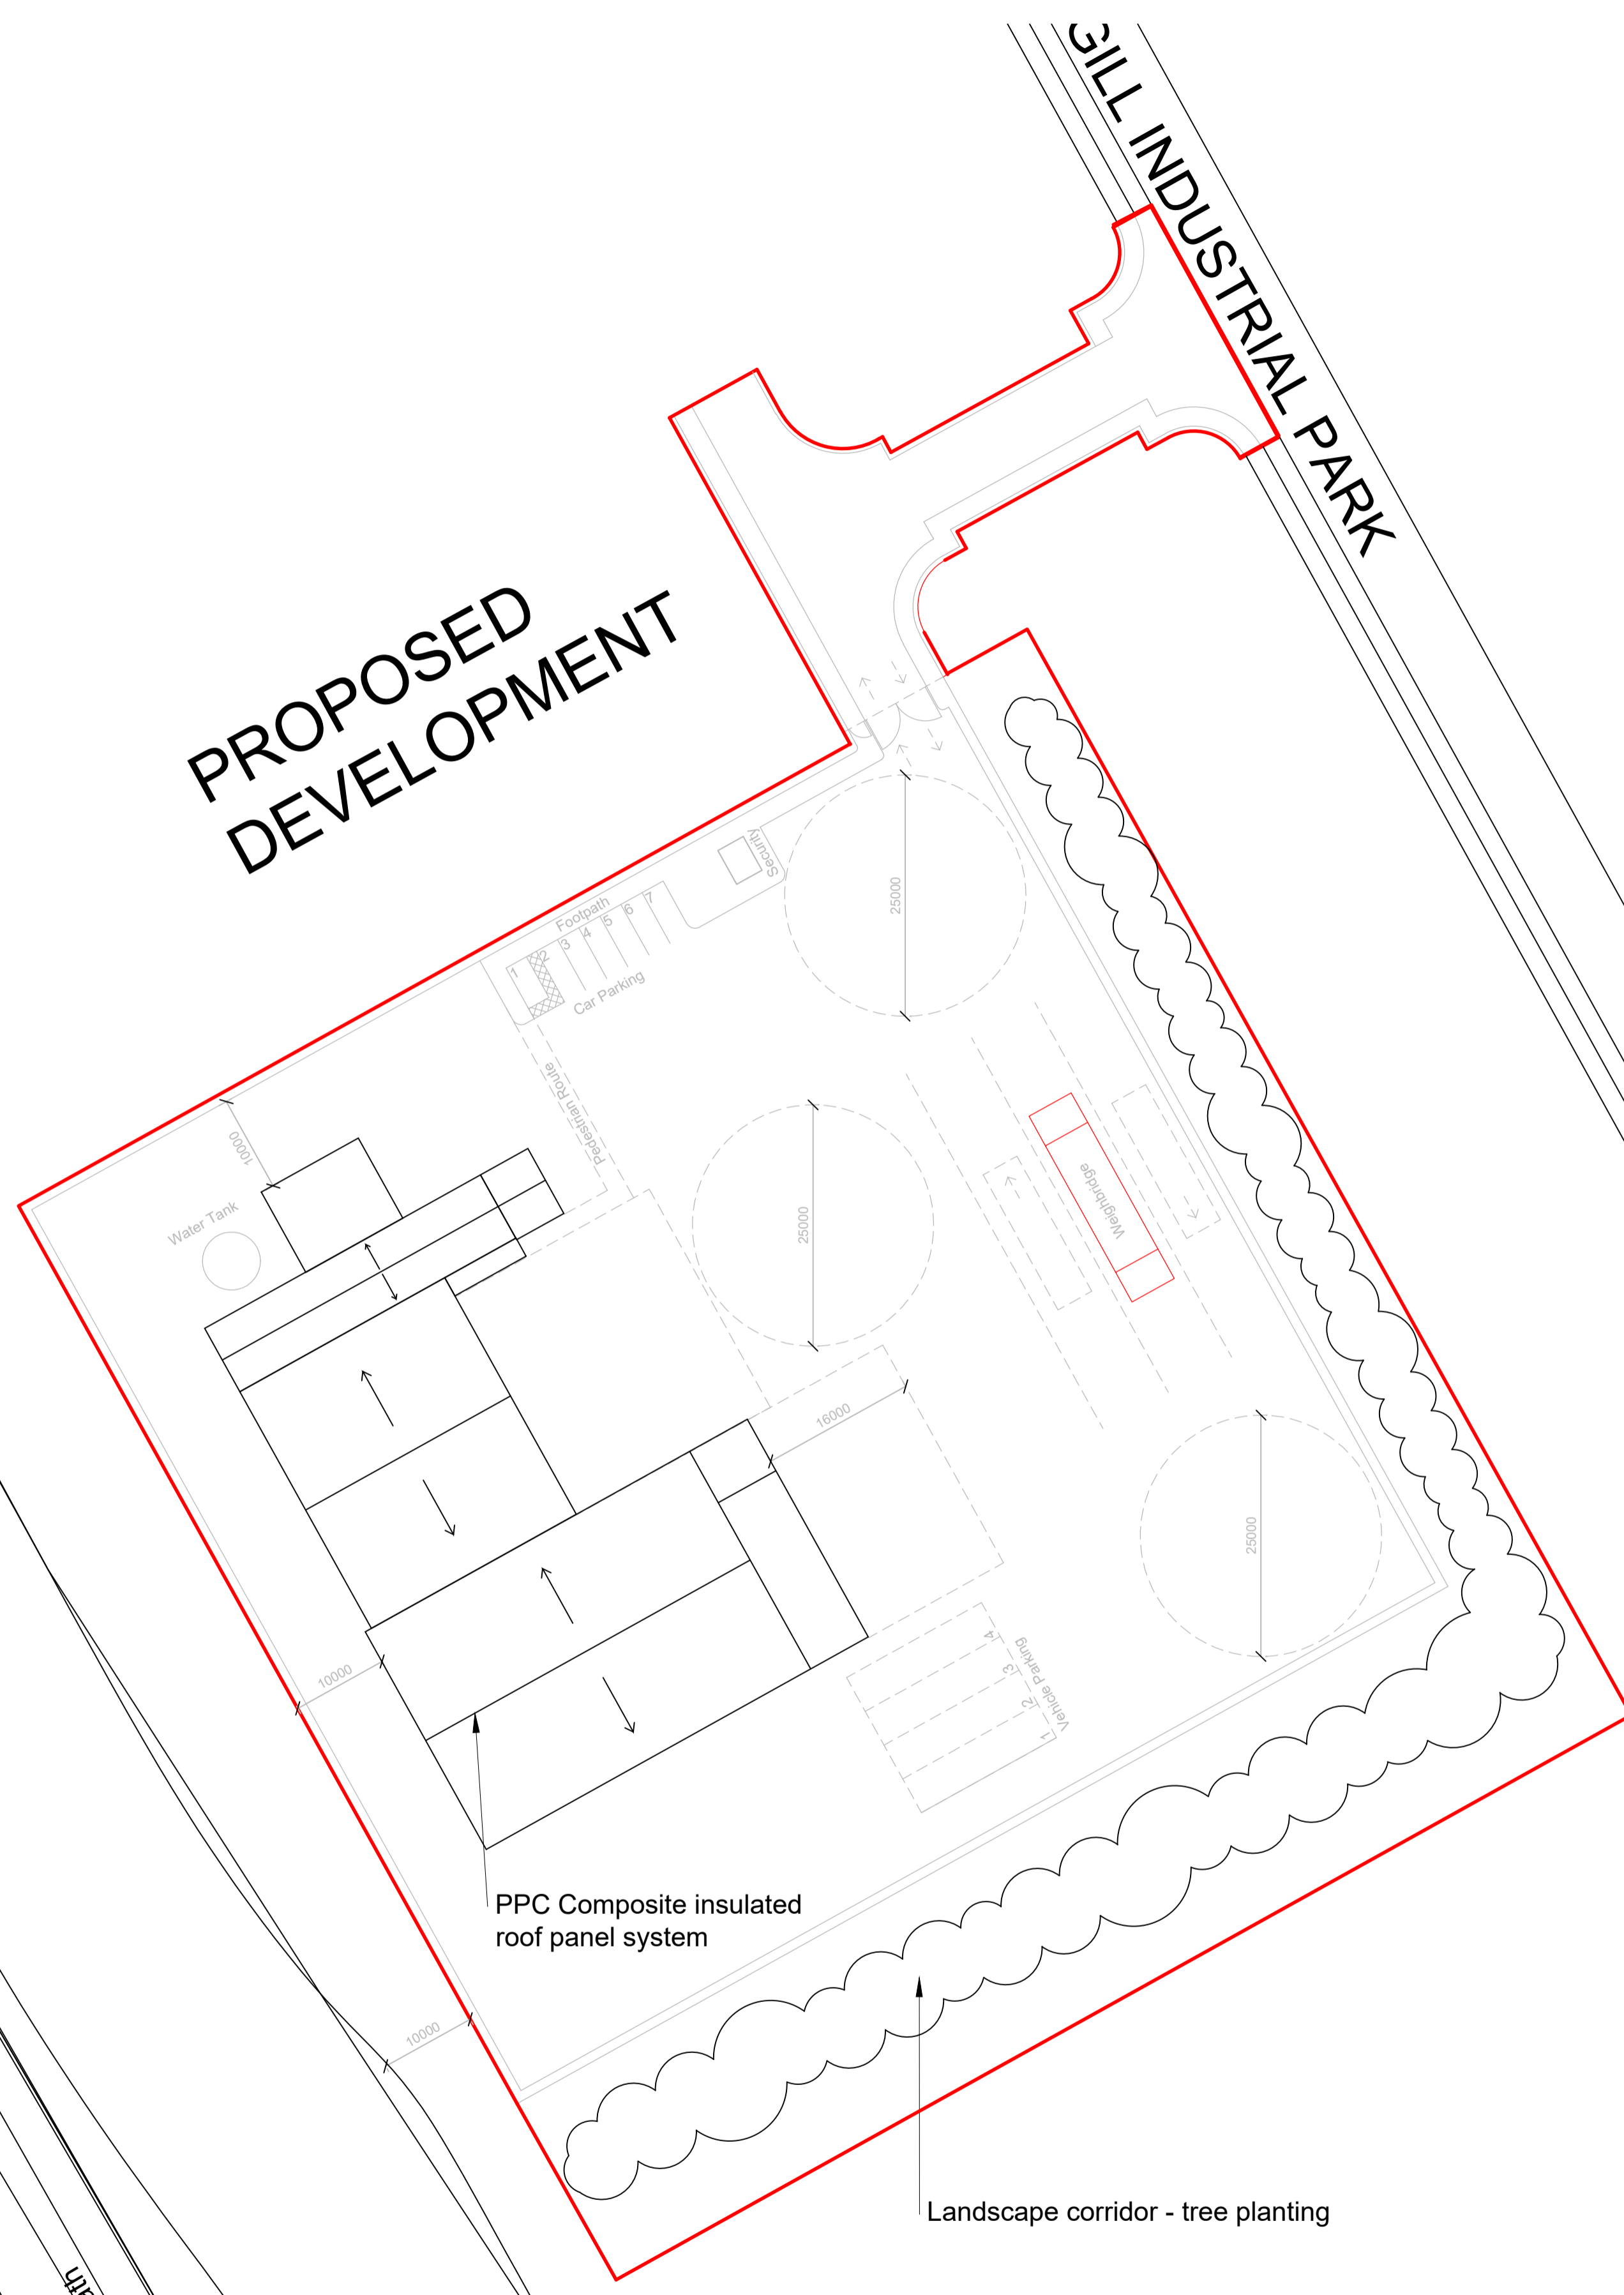 GILL INDUSTRIAL PARK
PROPOSED
DEVELOPMENT
Security
25000
Footpath
1
2
3
4
5
6
7
Car Parking
Pedestrian Route
10000
Water Tank
25000
Weighbridge
16000
25000
10000
4
3
2
1
Vehicle Parking
PPC Composite insulated
roof panel system
10000
Landscape corridor - tree planting